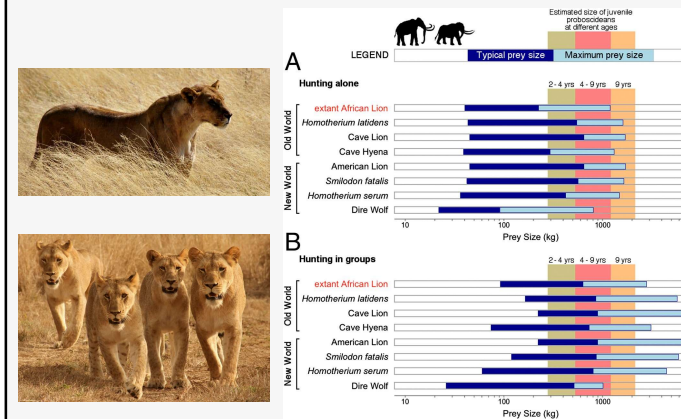 Estimated size of juvenile
proboscideans
at different ages
LEGEND
Typical prey size
Maximum prey size
A
Hunting alone
2 - 4 yrs
4 - 9 yrs
9 yrs
Old World
extant African Lion
Homotherium latidens
Cave Lion
Cave Hyena
New World
American Lion
Smilodon fatalis
Homotherium serum
Dire Wolf
10
100
1000
Prey Size (kg)
B
Hunting in groups
2 - 4 yrs
4 - 9 yrs
9 yrs
Old World
extant African Lion
Homotherium latidens
Cave Lion
Cave Hyena
New World
American Lion
Smilodon fatalis
Homotherium serum
Dire Wolf
10
100
1000
Prey Size (kg)